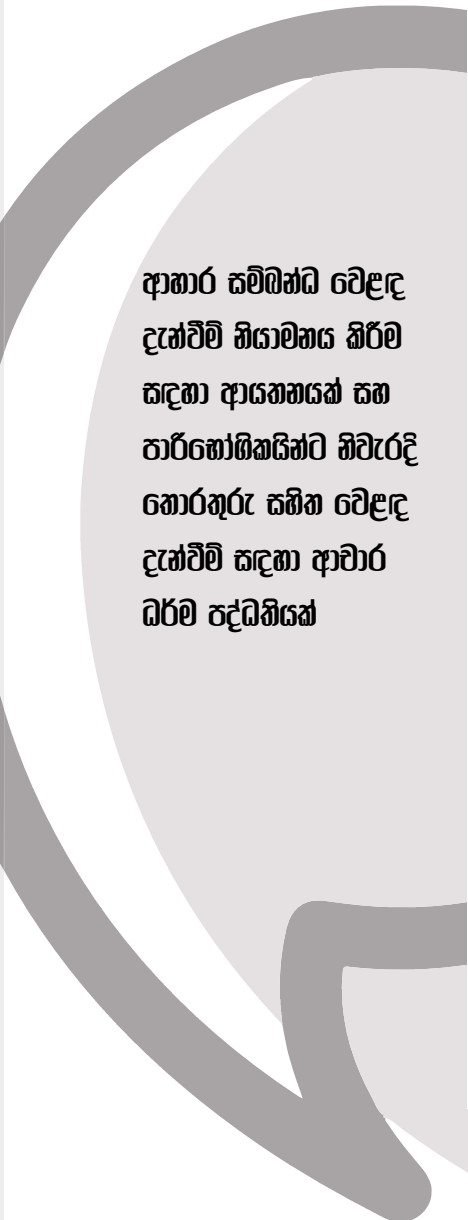 ආහාර සම්බන්ධ වෙළඳ
දැන්වීම් නියාමනය කිරීම
සඳහා ආයතනයක් සහ
පාරිභෝගිකයින්ට නිවැරදි
තොරතුරු සහිත වෙළඳ
දැන්වීම් සඳහා ආචාර
ධර්ම පද්ධතියක්